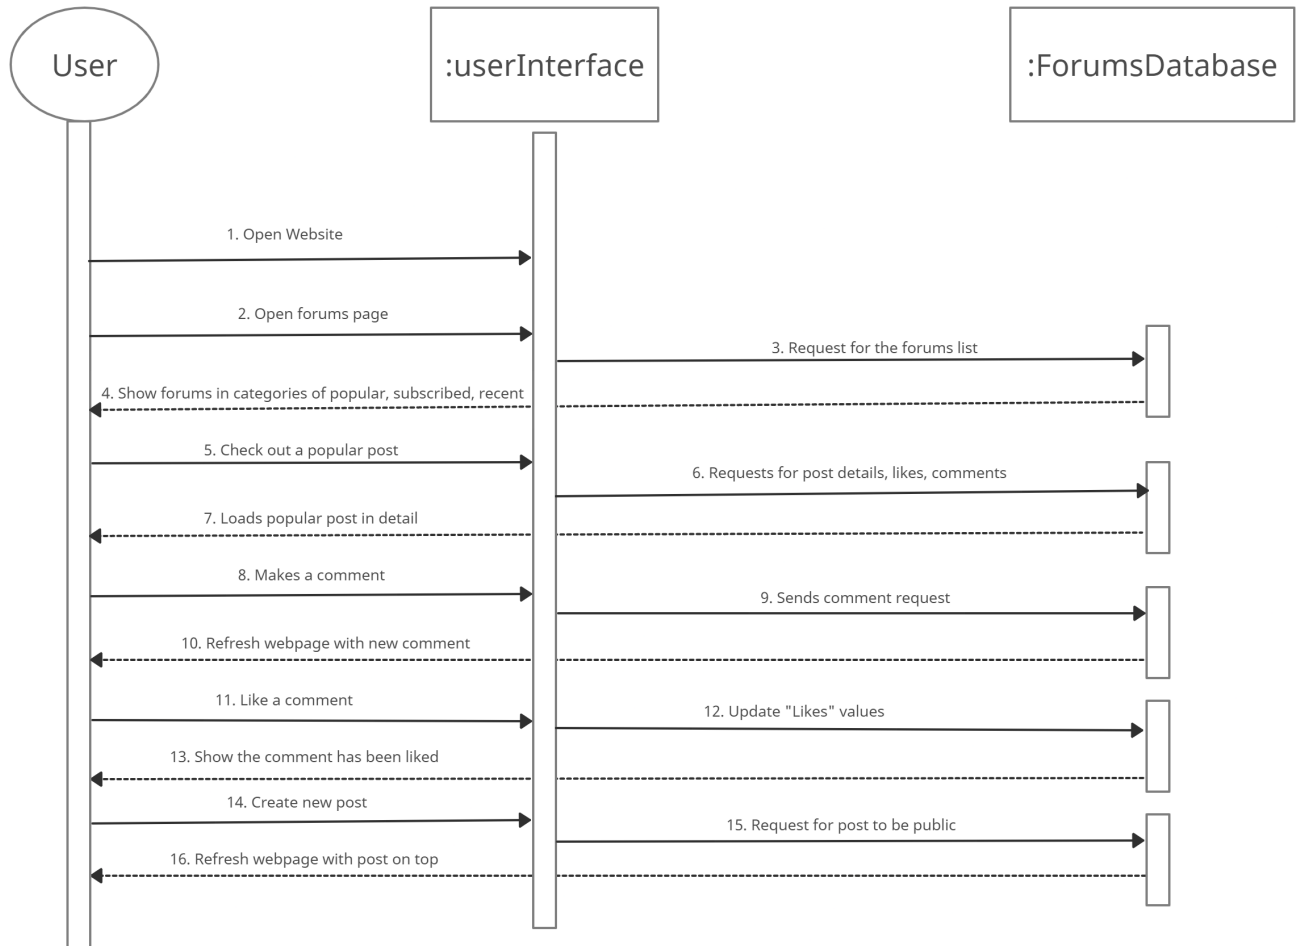 User
:userInterface
:ForumsDatabase
1. Open Website
2. Open forums page
3. Request for the forums list
4. Show forums in categories of popular, subscribed, recent
5. Check out a popular post
6. Requests for post details, likes, comments
7. Loads popular post in detail
8. Makes a comment
9. Sends comment request
10. Refresh webpage with new comment
11. Like a comment
12. Update "Likes" values
13. Show the comment has been liked
14. Create new post
15. Request for post to be public
16. Refresh webpage with post on top